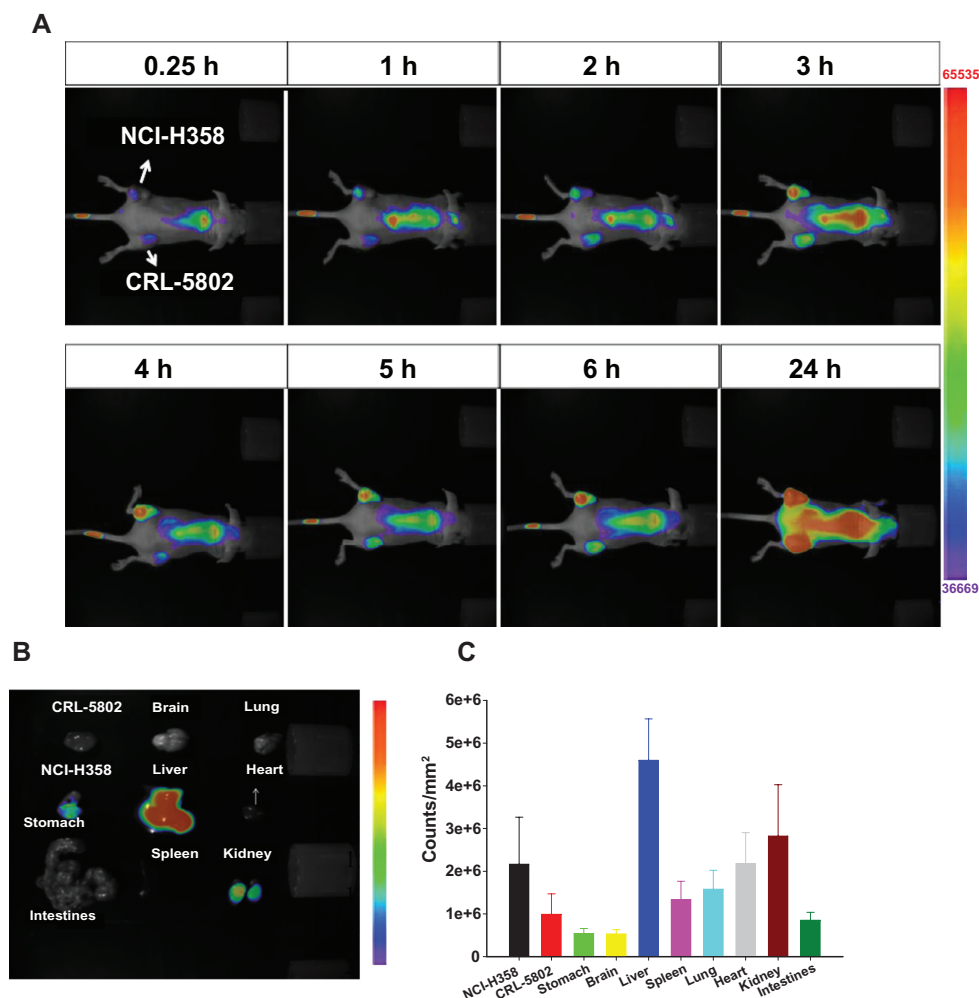 A
0.25 h
1 h
2 h
3 h
65535
NCI-H358
CRL-5802
4 h
5 h
6 h
24 h
36669
B
CRL-5802
Brain
Lung
NCI-H358
Liver
Heart
Stomach
Spleen
Kidney
Intestines
C
6e+6
5e+6
4e+6
3e+6
2e+6
1e+6
0
Counts/mm²
NCI-H358
CRL-5802
Stomach
Brain
Liver
Spleen
Lung
Heart
Kidney
Intestines